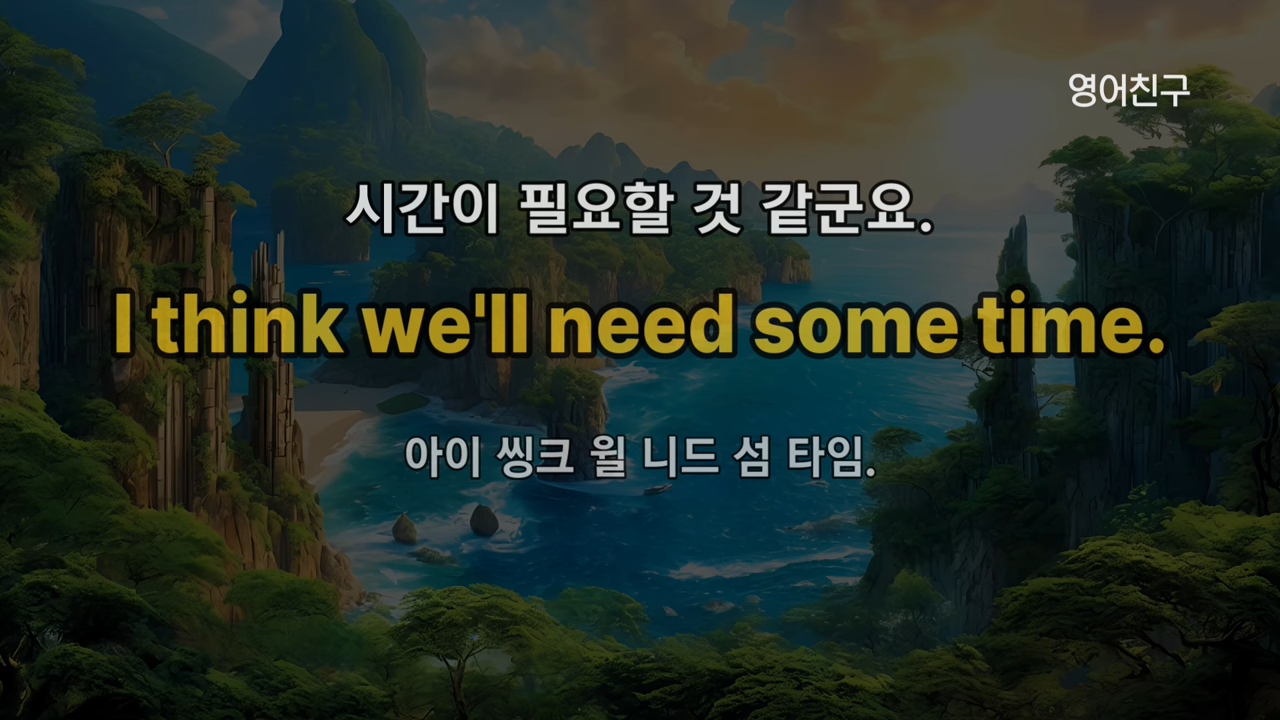 영어친구
시간이 필요할 것 같군요.
I think we'll need some time.
아이 씽크 윌 니드 섬 타임.